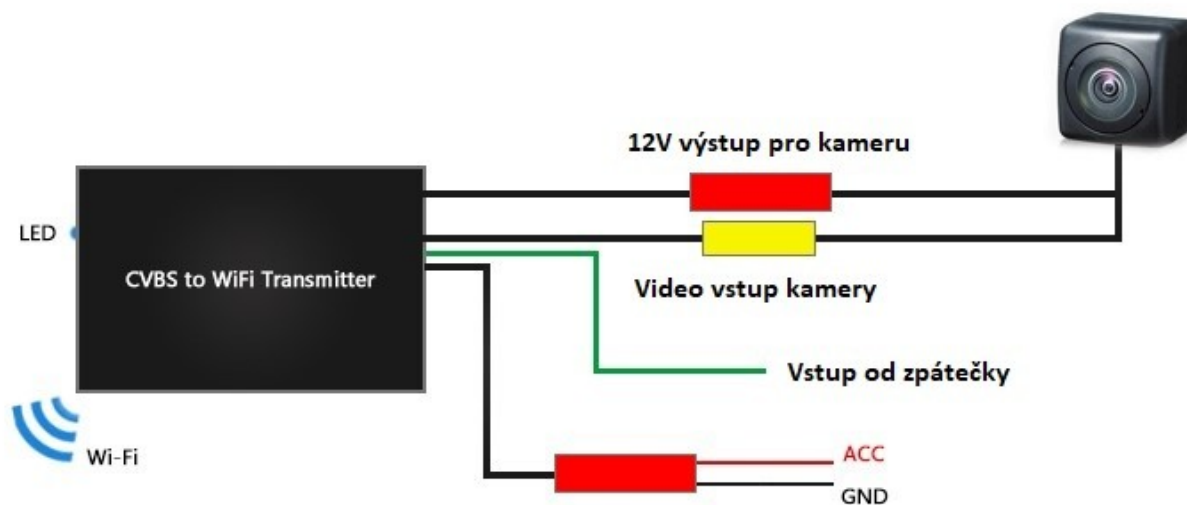 12V výstup pro kameru
LED
CVBS to WiFi Transmitter
Video vstup kamery
Vstup od zpátečky
Wi-Fi
ACC
GND